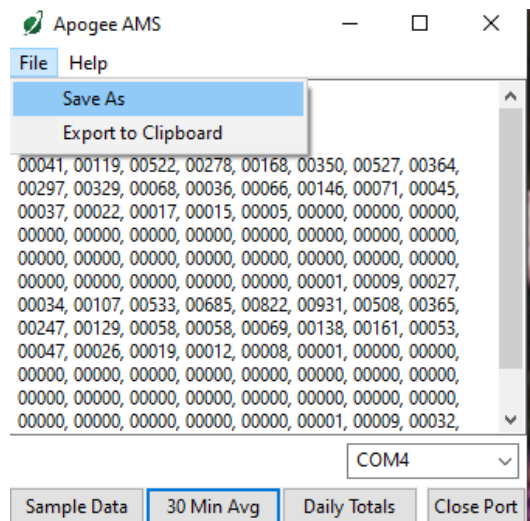 Apogee AMS
File Help
Save As
Export to Clipboard
00041, 00119, 00522, 00278, 00168, 00350, 00527, 00364,
00297, 00329, 00068, 00036, 00066, 00146, 00071, 00045,
00037, 00022, 00017, 00015, 00005, 00000, 00000, 00000,
00000, 00000, 00000, 00000, 00000, 00000, 00000, 00000,
00000, 00000, 00000, 00000, 00000, 00000, 00000, 00000,
00000, 00000, 00000, 00000, 00000, 00001, 00009, 00027,
00034, 00107, 00533, 00685, 00822, 00931, 00508, 00365,
00247, 00129, 00058, 00058, 00069, 00138, 00161, 00053,
00047, 00026, 00019, 00012, 00008, 00001, 00000, 00000,
00000, 00000, 00000, 00000, 00000, 00000, 00000, 00000,
00000, 00000, 00000, 00000, 00000, 00000, 00000, 00000,
00000, 00000, 00000, 00000, 00000, 00001, 00009, 00032,
COM4
Sample Data 30 Min Avg Daily Totals Close Port